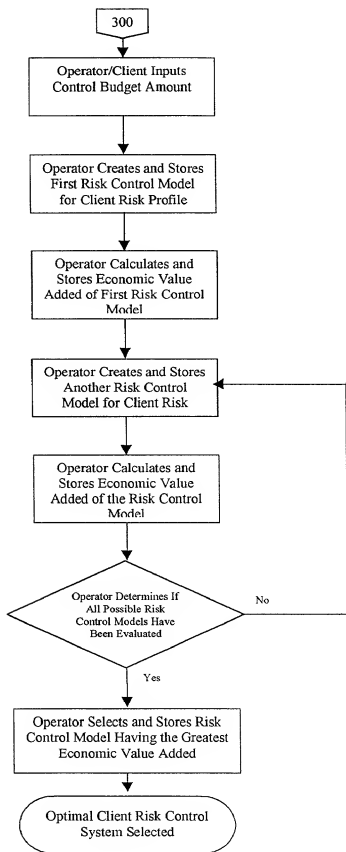 300
Operator/Client Inputs
Control Budget Amount
Operator Creates and Stores
First Risk Control Model
for Client Risk Profile
Operator Calculates and
Stores Economic Value
Added of First Risk Control
Model
Operator Creates and Stores
Another Risk Control
Model for Client Risk
Operator Calculates and
Stores Economic Value
Added of the Risk Control
Model
Operator Determines If
All Possible Risk
Control Models Have
Been Evaluated
No
Yes
Operator Selects and Stores Risk
Control Model Having the Greatest
Economic Value Added
Optimal Client Risk Control
System Selected